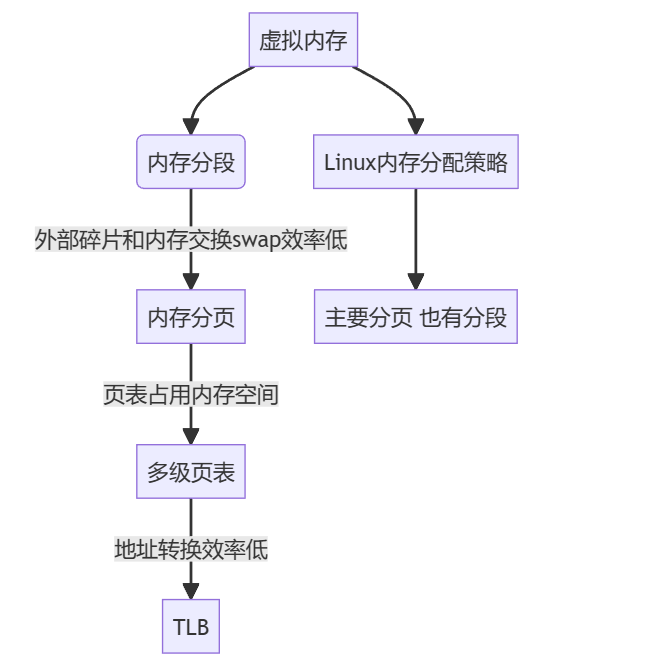 虚拟内存
内存分段
Linux内存分配策略
外部碎片和内存交换swap效率低
内存分页
主要分页 也有分段
页表占用内存空间
多级页表
地址转换效率低
TLB